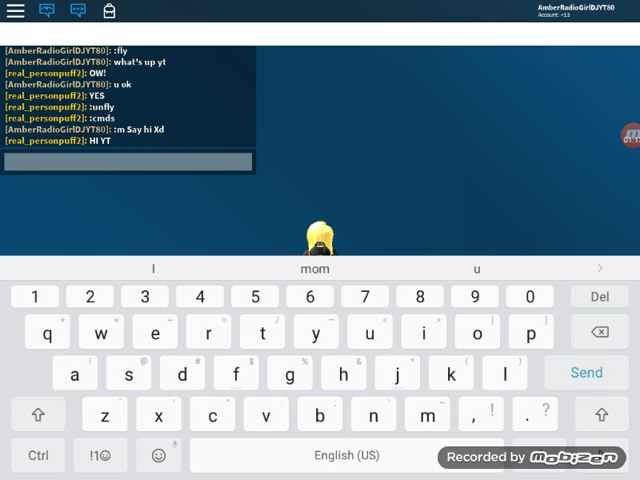 AmberRadioGirlDJYT80
Account: <13
[AmberRadioGirlDJYT80]: :fly
[AmberRadioGirlDJYT80]: what's up yt
[real_personpuff2]: OW!
[AmberRadioGirlDJYT80]: u ok
[real_personpuff2]: YES
[real_personpuff2]: :unfly
[real_personpuff2]: :cmds
[AmberRadioGirlDJYT80]: :m Say hi Xd
[real_personpuff2]: HI YT
I mom u >
1 2 3 4 5 6 7 8 9 0 Del
q w e r t y u i o p
a s d f g h j k l Send
z x c v b n m , ! . ?
Ctrl !1☺ English (US)
Recorded by mobizen